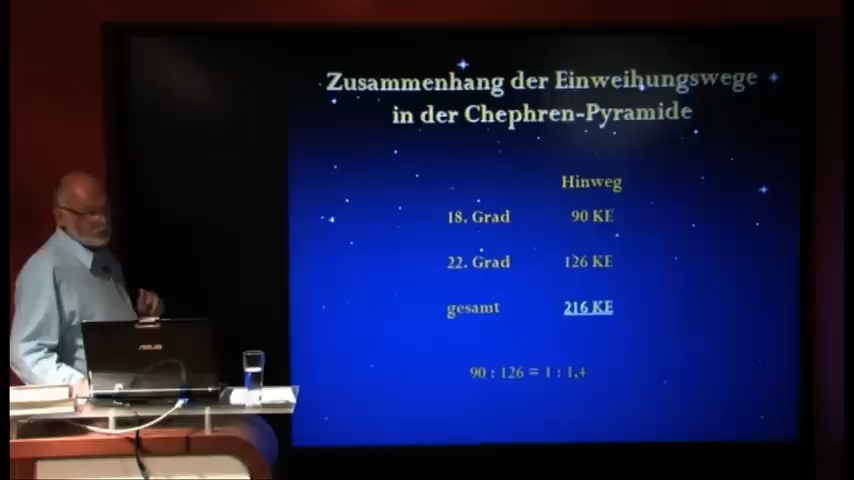 Zusammenhang der Einweihungswege
in der Chephren-Pyramide
Hinweg
18. Grad 90 KE
22. Grad 126 KE
gesamt 216 KE
90 : 126 = 1 : 1,4
ASUS